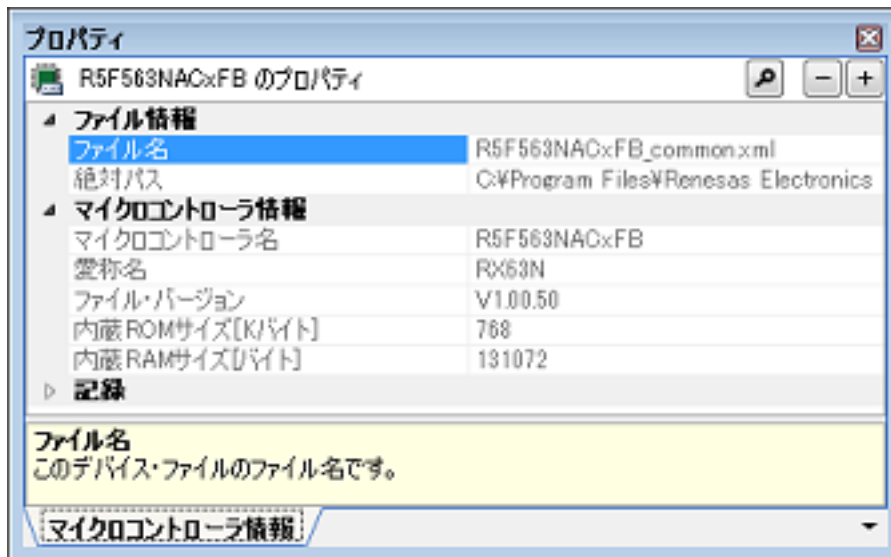 プロパティ
R5F563NACxFB のプロパティ
ファイル情報
ファイル名 R5F563NACxFB_common.xml
絶対パス C:¥Program Files¥Renesas Electronics
マイクロコントローラ情報
マイクロコントローラ名 R5F563NACxFB
愛称名 RX63N
ファイル・バージョン V1.00.50
内蔵ROMサイズ[Kバイト] 768
内蔵RAMサイズ[バイト] 131072
記録
ファイル名
このデバイス・ファイルのファイル名です。
マイクロコントローラ情報